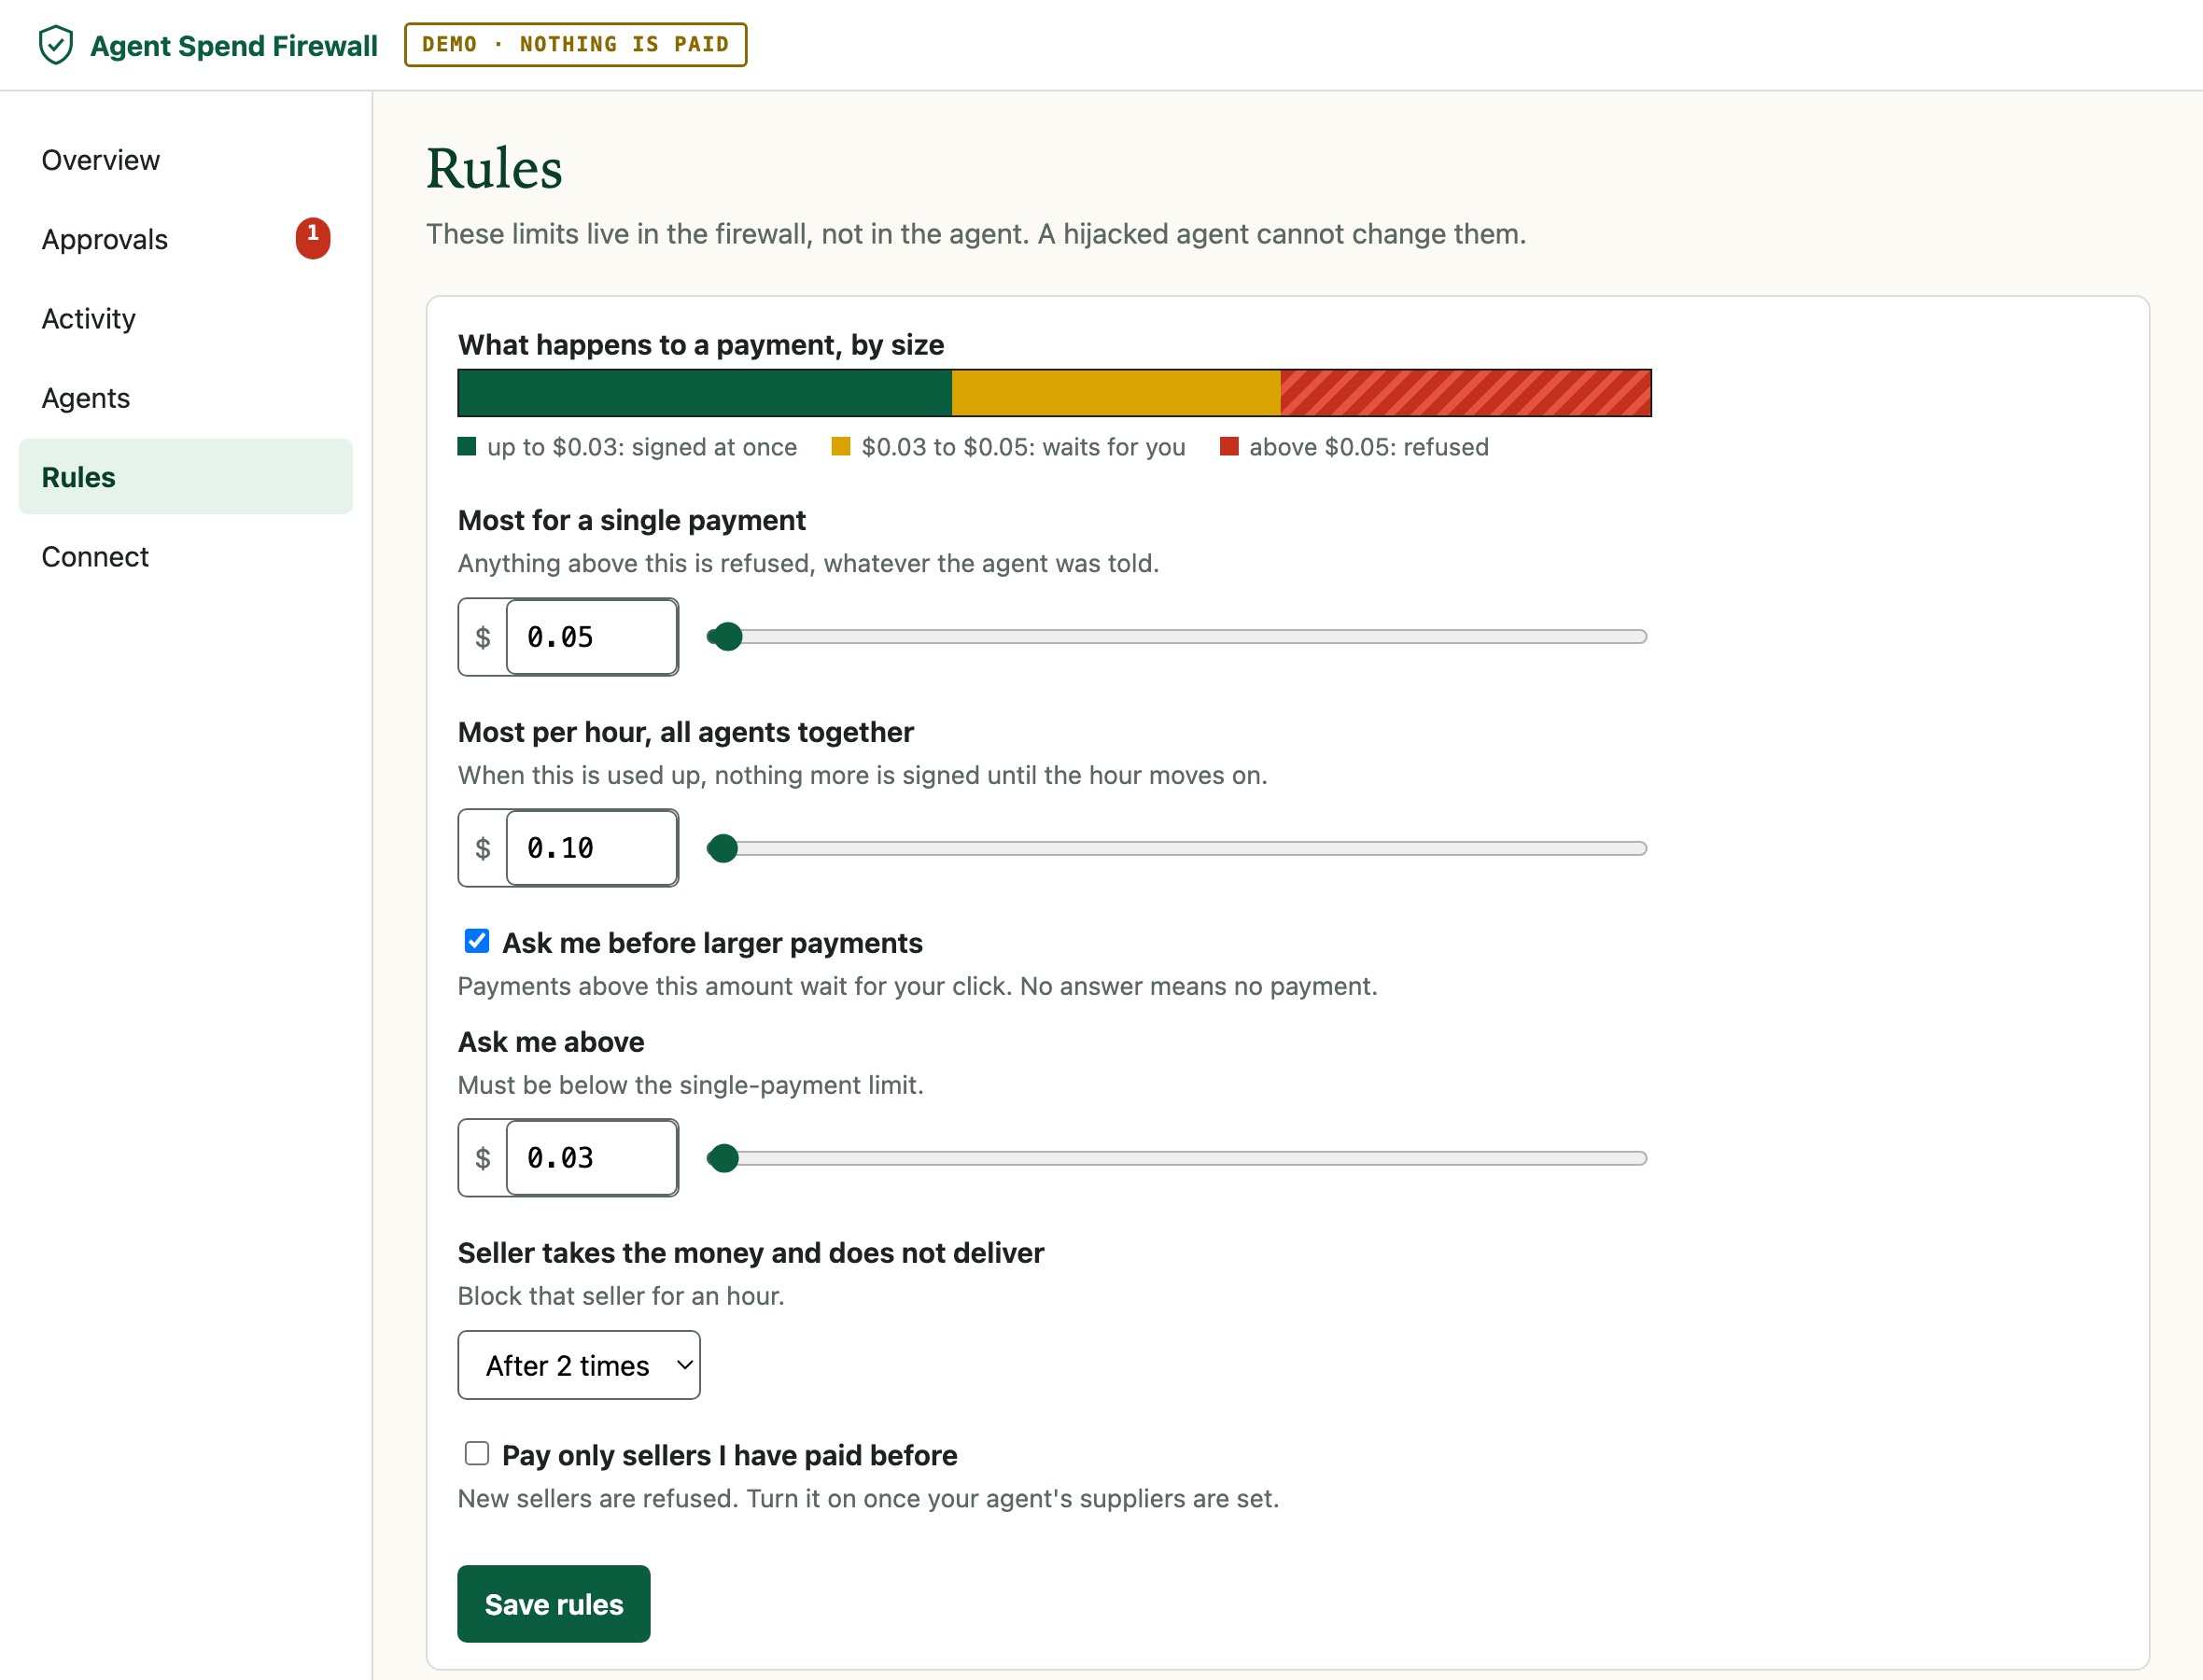 Agent Spend Firewall
DEMO · NOTHING IS PAID
Overview
Approvals
1
Activity
Agents
Rules
Connect
Rules
These limits live in the firewall, not in the agent. A hijacked agent cannot change them.
What happens to a payment, by size
up to $0.03: signed at once
$0.03 to $0.05: waits for you
above $0.05: refused
Most for a single payment
Anything above this is refused, whatever the agent was told.
$ 0.05
Most per hour, all agents together
When this is used up, nothing more is signed until the hour moves on.
$ 0.10
Ask me before larger payments
Payments above this amount wait for your click. No answer means no payment.
Ask me above
Must be below the single-payment limit.
$ 0.03
Seller takes the money and does not deliver
Block that seller for an hour.
After 2 times
Pay only sellers I have paid before
New sellers are refused. Turn it on once your agent's suppliers are set.
Save rules